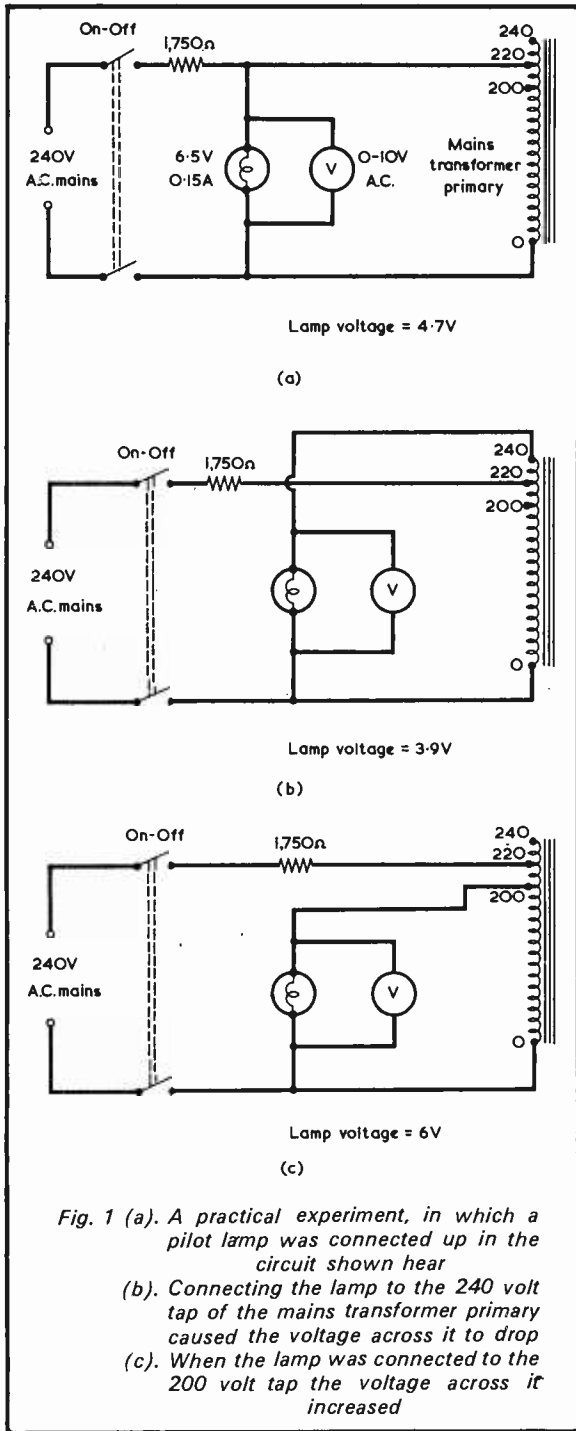 On-Off
1,750Ω
240
220
200
240V
A.C. mains
6.5V
0.15A
V
0-10V
A.C.
Mains
transformer
primary
0
Lamp voltage = 4·7V
(a)
On-Off
1,750Ω
240
220
200
240V
A.C. mains
V
0
Lamp voltage = 3·9V
(b)
On-Off
1,750Ω
240
220
200
240V
A.C. mains
V
0
Lamp voltage = 6V
(c)
Fig. 1 (a). A practical experiment, in which a
pilot lamp was connected up in the
circuit shown hear
(b). Connecting the lamp to the 240 volt
tap of the mains transformer primary
caused the voltage across it to drop
(c). When the lamp was connected to the
200 volt tap the voltage across it
increased